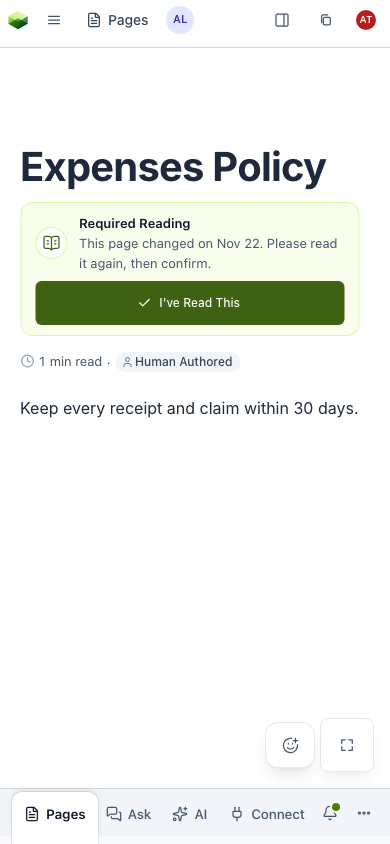 Pages
AL
AT
Expenses Policy
Required Reading
This page changed on Nov 22. Please read
it again, then confirm.
I've Read This
1 min read · Human Authored
Keep every receipt and claim within 30 days.
Pages
Ask
AI
Connect